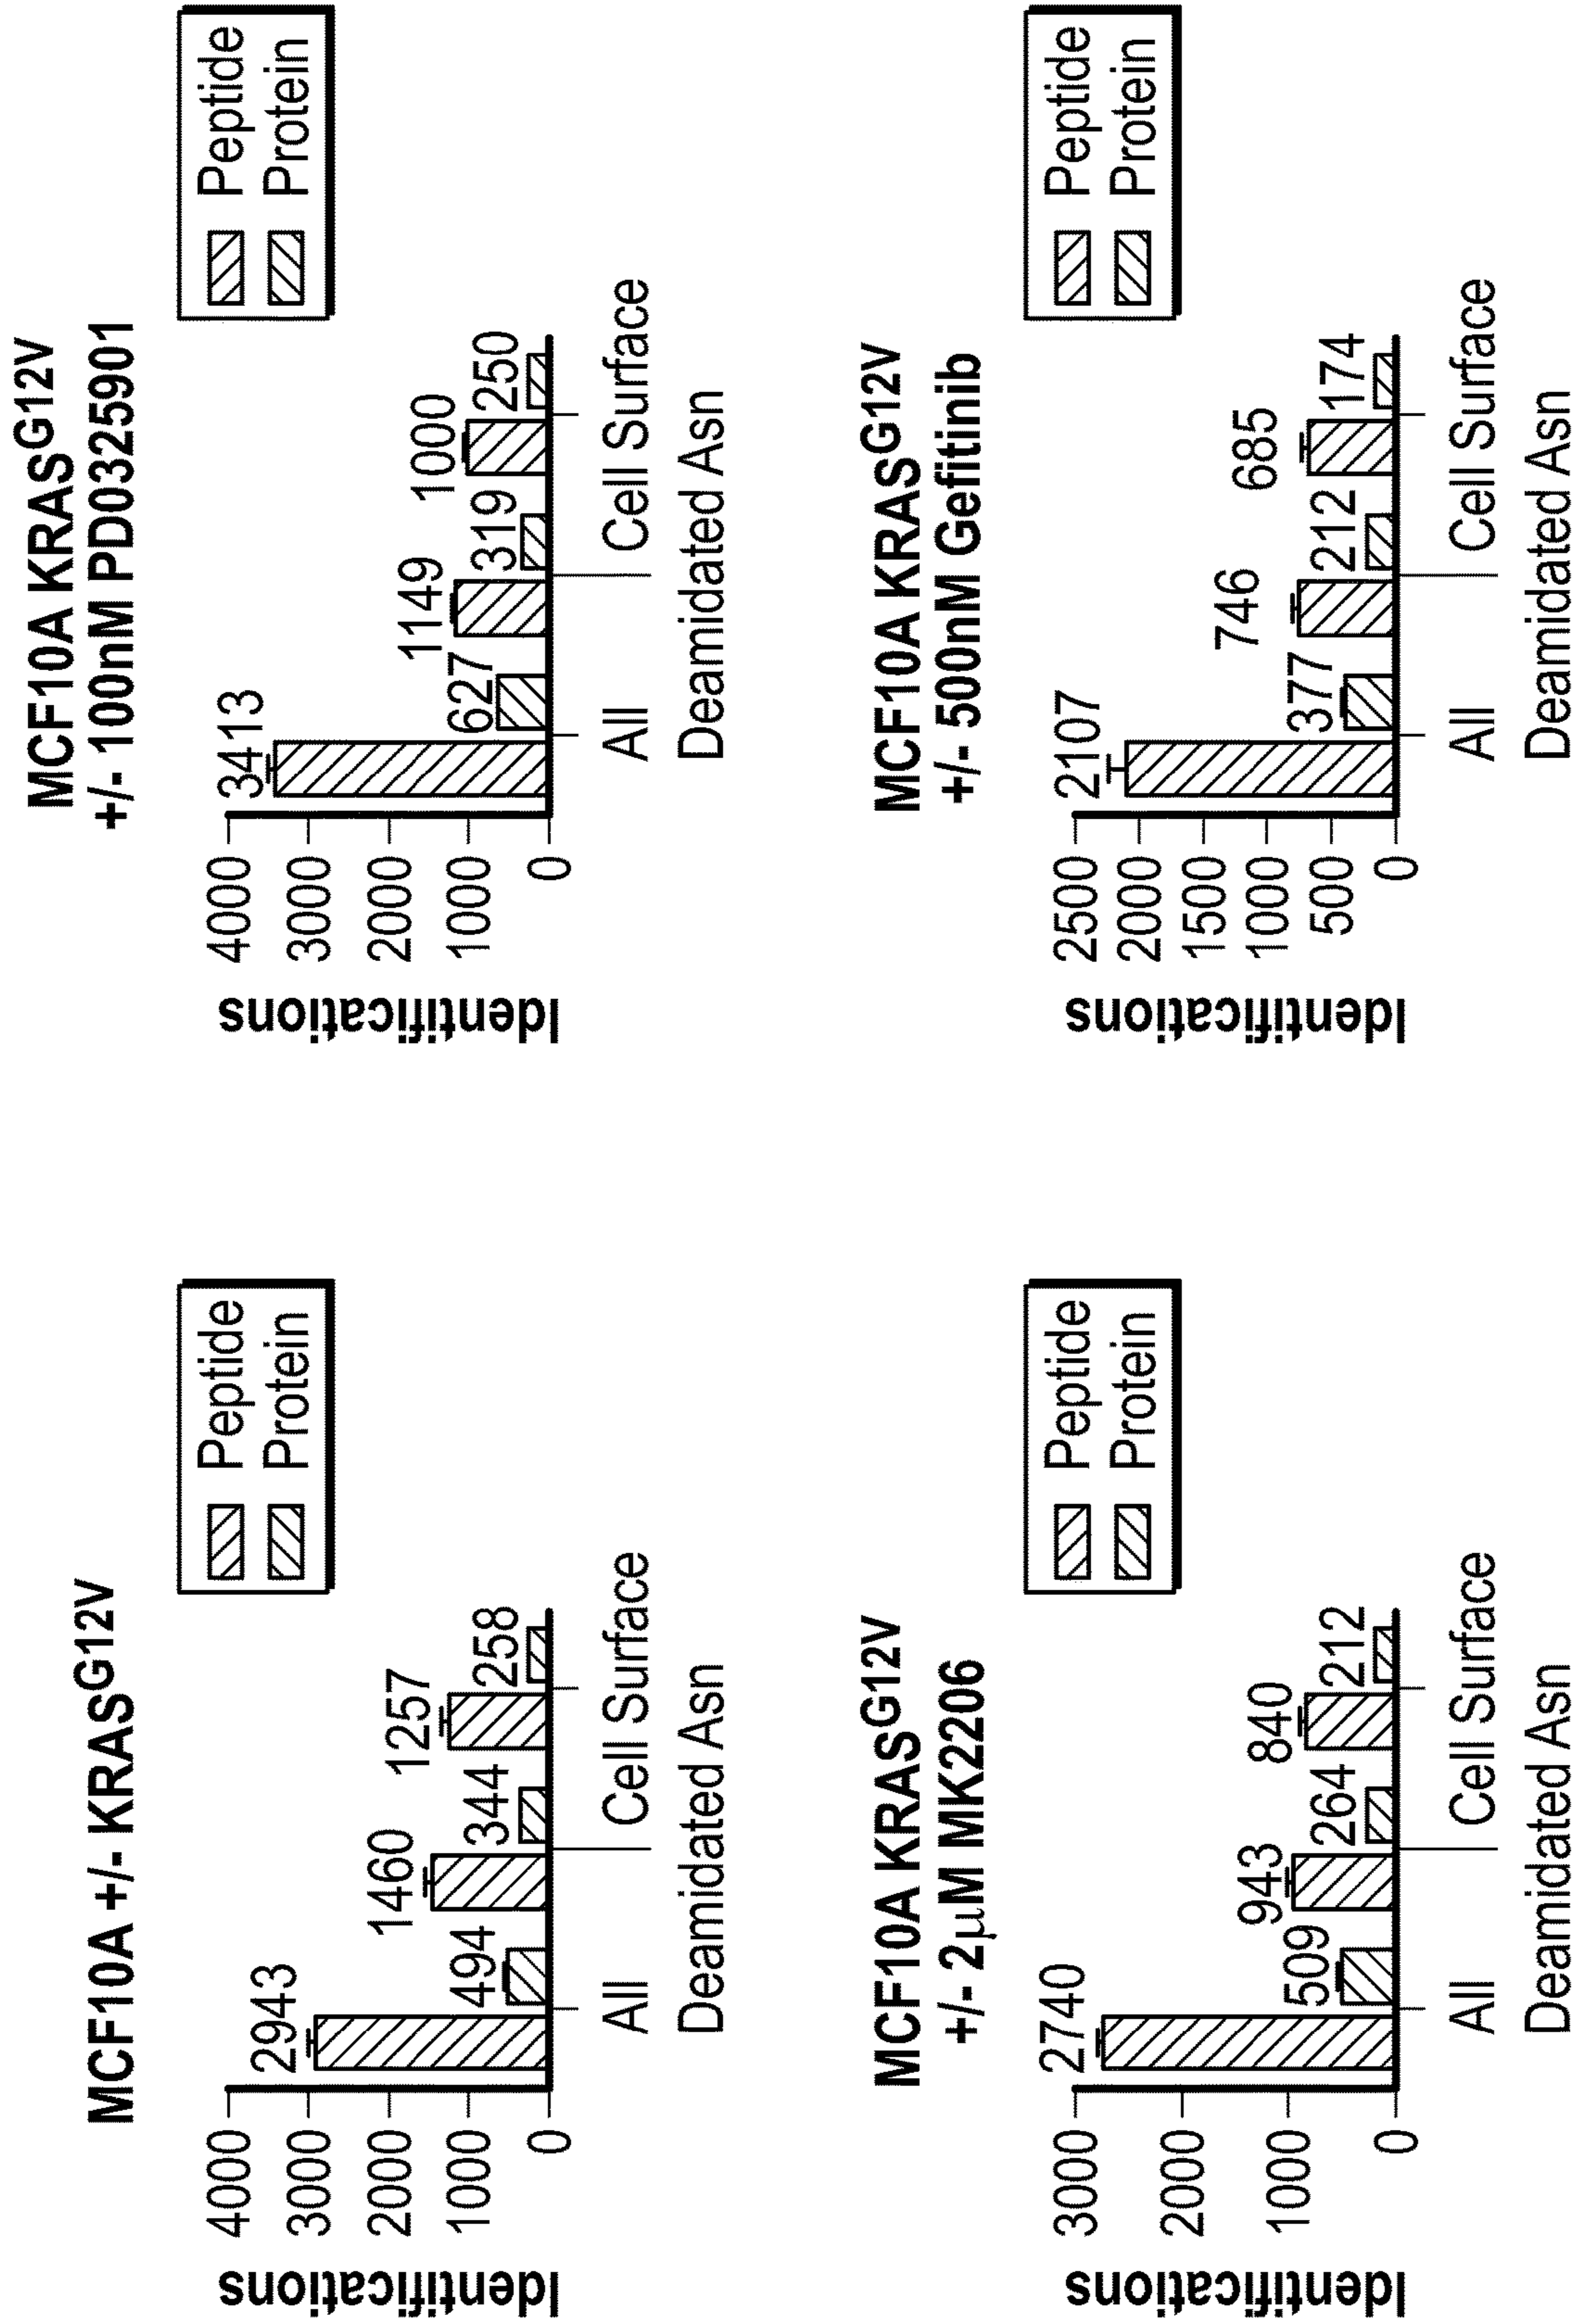 MCF10A +/- KRASG12V
Peptide
Protein
Identifications
4000
3000
2000
1000
0
2943
494
1460
344
1257
258
All
Cell Surface
Deamidated Asn
MCF10A KRASG12V
+/- 100nM PD0325901
Peptide
Protein
Identifications
4000
3000
2000
1000
0
3413
627
1149
319
1000
250
All
Cell Surface
Deamidated Asn
MCF10A KRASG12V
+/- 2μM MK2206
Peptide
Protein
Identifications
3000
2000
1000
0
2740
509
943
264
840
212
All
Cell Surface
Deamidated Asn
MCF10A KRASG12V
+/- 500nM Gefitinib
Peptide
Protein
Identifications
2500
2000
1500
1000
500
0
2107
377
746
212
685
174
All
Cell Surface
Deamidated Asn